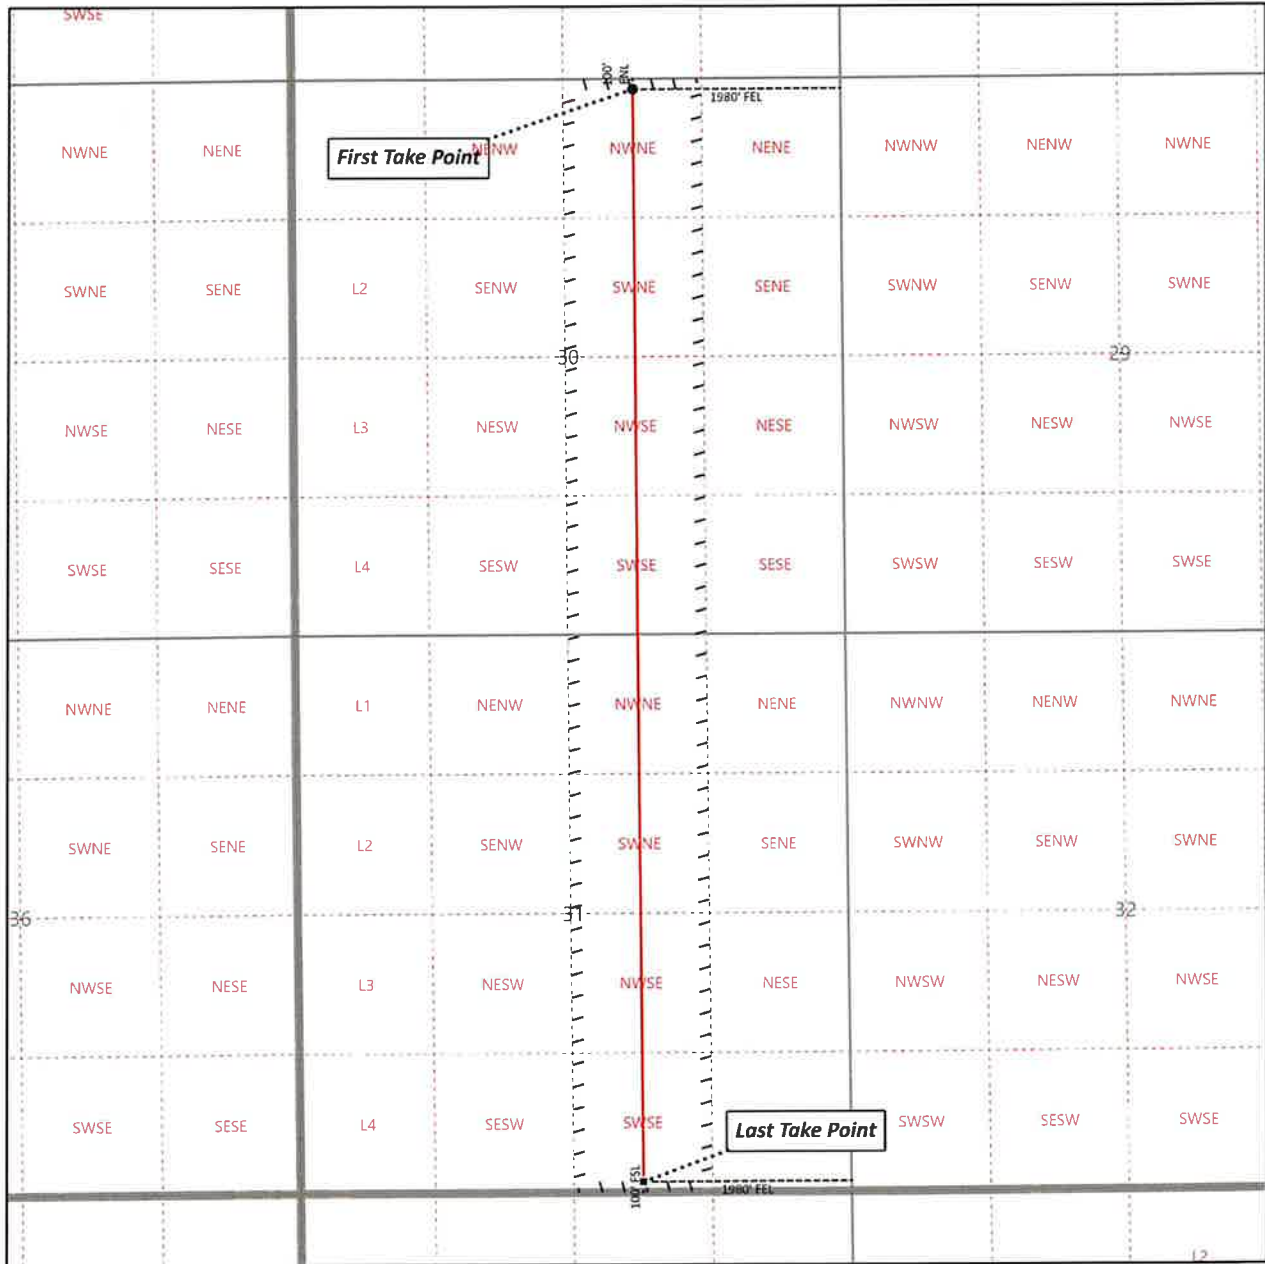 SWSE
100'
FNL
1980' FEL
First Take Point
NWNE NENE NENW NWNE NENE NWNW NENW NWNE
SWNE SENE L2 SENW SWNE SENE SWNW SENW SWNE
30 29
NWSE NESE L3 NESW NWSE NESE NWSW NESW NWSE
SWSE SESE L4 SESW SWSE SESE SWSW SESW SWSE
NWNE NENE L1 NENW NWNE NENE NWNW NENW NWNE
SWNE SENE L2 SENW SWNE SENE SWNW SENW SWNE
36 31 32
NWSE NESE L3 NESW NWSE NESE NWSW NESW NWSE
SWSE SESE L4 SESW SWSE SWSW SESW SWSE
Last Take Point
100' FSL
1980' FEL
L2